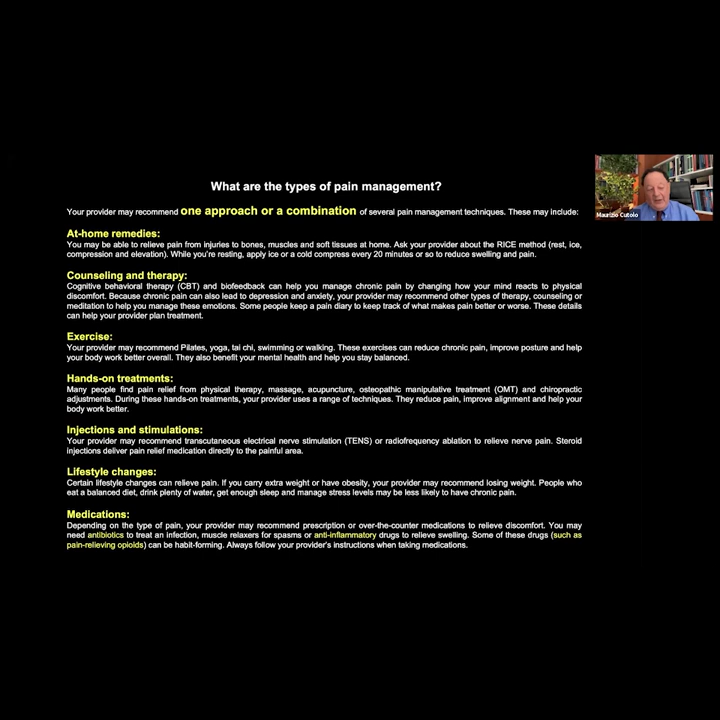 What are the types of pain management?
Your provider may recommend one approach or a combination of several pain management techniques. These may include:
At-home remedies:
You may be able to relieve pain from injuries to bones, muscles and soft tissues at home. Ask your provider about the RICE method (rest, ice,
compression and elevation). While you're resting, apply ice or a cold compress every 20 minutes or so to reduce swelling and pain.
Counseling and therapy:
Cognitive behavioral therapy (CBT) and biofeedback can help you manage chronic pain by changing how your mind reacts to physical
discomfort. Because chronic pain can also lead to depression and anxiety, your provider may recommend other types of therapy, counseling or
meditation to help you manage these emotions. Some people keep a pain diary to keep track of what makes pain better or worse. These details
can help your provider plan treatment.
Exercise:
Your provider may recommend Pilates, yoga, tai chi, swimming or walking. These exercises can reduce chronic pain, improve posture and help
your body work better overall. They also benefit your mental health and help you stay balanced.
Hands-on treatments:
Many people find pain relief from physical therapy, massage, acupuncture, osteopathic manipulative treatment (OMT) and chiropractic
adjustments. During these hands-on treatments, your provider uses a range of techniques. They reduce pain, improve alignment and help your
body work better.
Injections and stimulations:
Your provider may recommend transcutaneous electrical nerve stimulation (TENS) or radiofrequency ablation to relieve nerve pain. Steroid
injections deliver pain relief medication directly to the painful area.
Lifestyle changes:
Certain lifestyle changes can relieve pain. If you carry extra weight or have obesity, your provider may recommend losing weight. People who
eat a balanced diet, drink plenty of water, get enough sleep and manage stress levels may be less likely to have chronic pain.
Medications:
Depending on the type of pain, your provider may recommend prescription or over-the-counter medications to relieve discomfort. You may
need antibiotics to treat an infection, muscle relaxers for spasms or anti-inflammatory drugs to relieve swelling. Some of these drugs (such as
pain-relieving opioids) can be habit-forming. Always follow your provider's instructions when taking medications.
Maurizio Cutolo